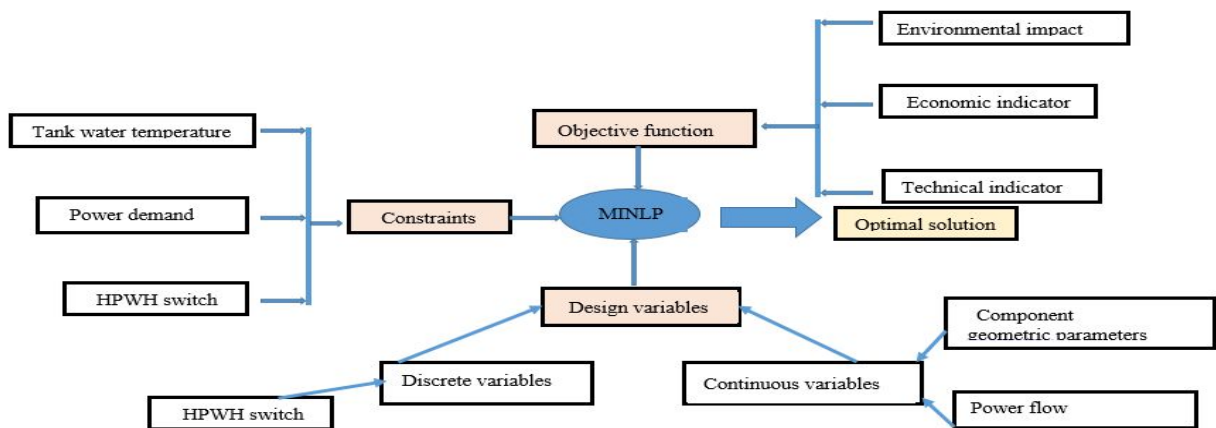 Environmental impact
Economic indicator
Tank water temperature
Objective function
Technical indicator
Power demand
Constraints
MINLP
Optimal solution
HPWH switch
Design variables
Component
geometric parameters
Discrete variables
Continuous variables
HPWH switch
Power flow